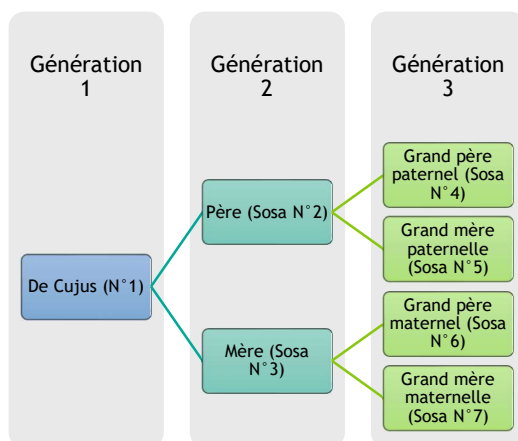 Génération
1
Génération
2
Génération
3
De Cujus (N°1)
Père (Sosa N°2)
Mère (Sosa
N°3)
Grand père
paternel (Sosa
N°4)
Grand mère
paternelle
(Sosa N°5)
Grand père
maternel (Sosa
N°6)
Grand mère
maternelle
(Sosa N°7)